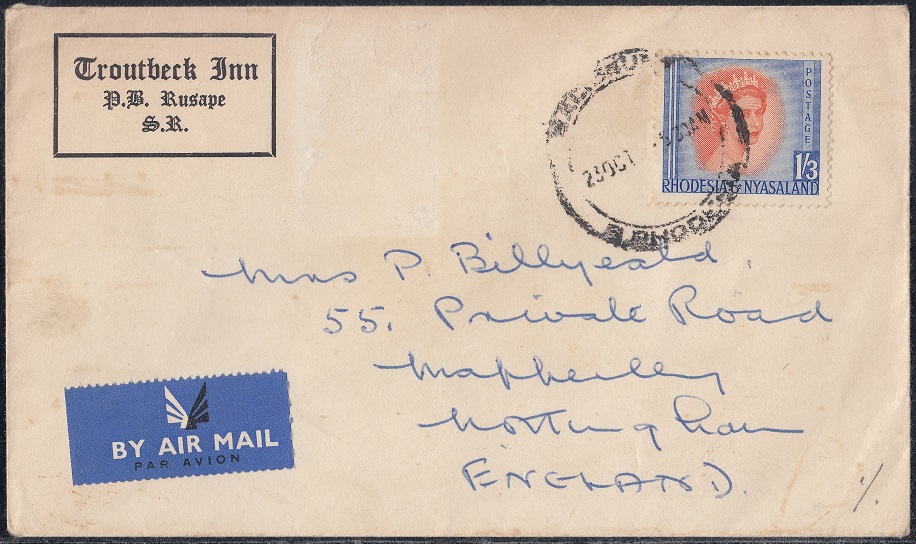 Troutbeck Inn
P.B. Rusape
S.R.
POSTAGE
1/3
RHODESIA & NYASALAND
23 OCT
AM
Mrs P. Billyeald.
55. Private Road
Mapperley
Nottingham
ENGLAND.
BY AIR MAIL
PAR AVION